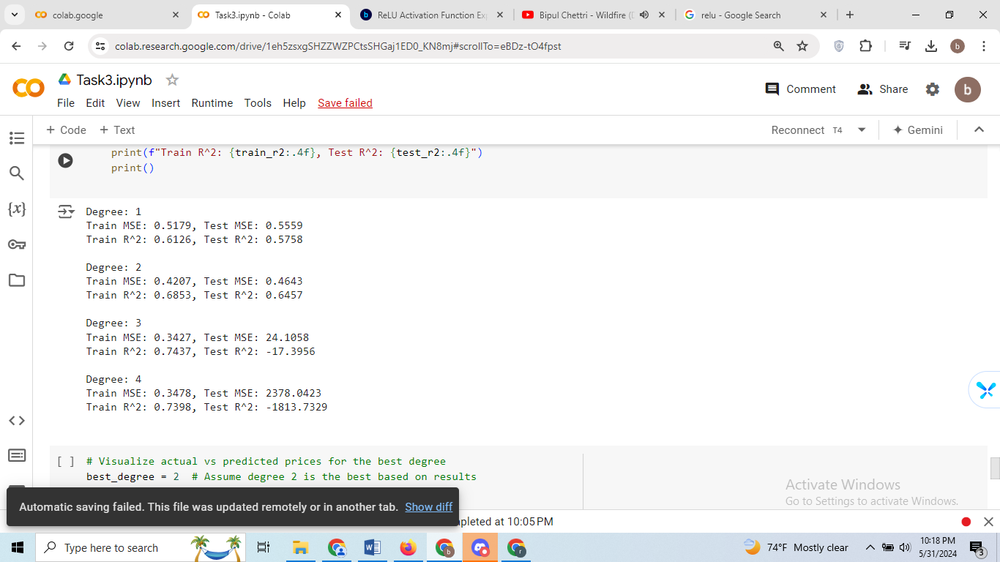 colab.google
Task3.ipynb - Colab
ReLU Activation Function Ex
Bipul Chettri - Wildfire (
relu - Google Search
colab.research.google.com/drive/1eh5zsxgSHZZWZPCtsSHGaj1ED0_KN8mj#scrollTo=eBDz-tO4fpst
b
Task3.ipynb
File Edit View Insert Runtime Tools Help Save failed
Comment
Share
b
+ Code + Text
Reconnect T4
Gemini
print(f"Train R^2: {train_r2:.4f}, Test R^2: {test_r2:.4f}")
print()
{x}
Degree: 1
Train MSE: 0.5179, Test MSE: 0.5559
Train R^2: 0.6126, Test R^2: 0.5758
Degree: 2
Train MSE: 0.4207, Test MSE: 0.4643
Train R^2: 0.6853, Test R^2: 0.6457
Degree: 3
Train MSE: 0.3427, Test MSE: 24.1058
Train R^2: 0.7437, Test R^2: -17.3956
Degree: 4
Train MSE: 0.3478, Test MSE: 2378.0423
Train R^2: 0.7398, Test R^2: -1813.7329
[ ] # Visualize actual vs predicted prices for the best degree
best_degree = 2 # Assume degree 2 is the best based on results
Activate Windows
Go to Settings to activate Windows.
Automatic saving failed. This file was updated remotely or in another tab. Show diff
mpleted at 10:05 PM
Type here to search
b
r
74°F Mostly clear
10:18 PM
5/31/2024
3